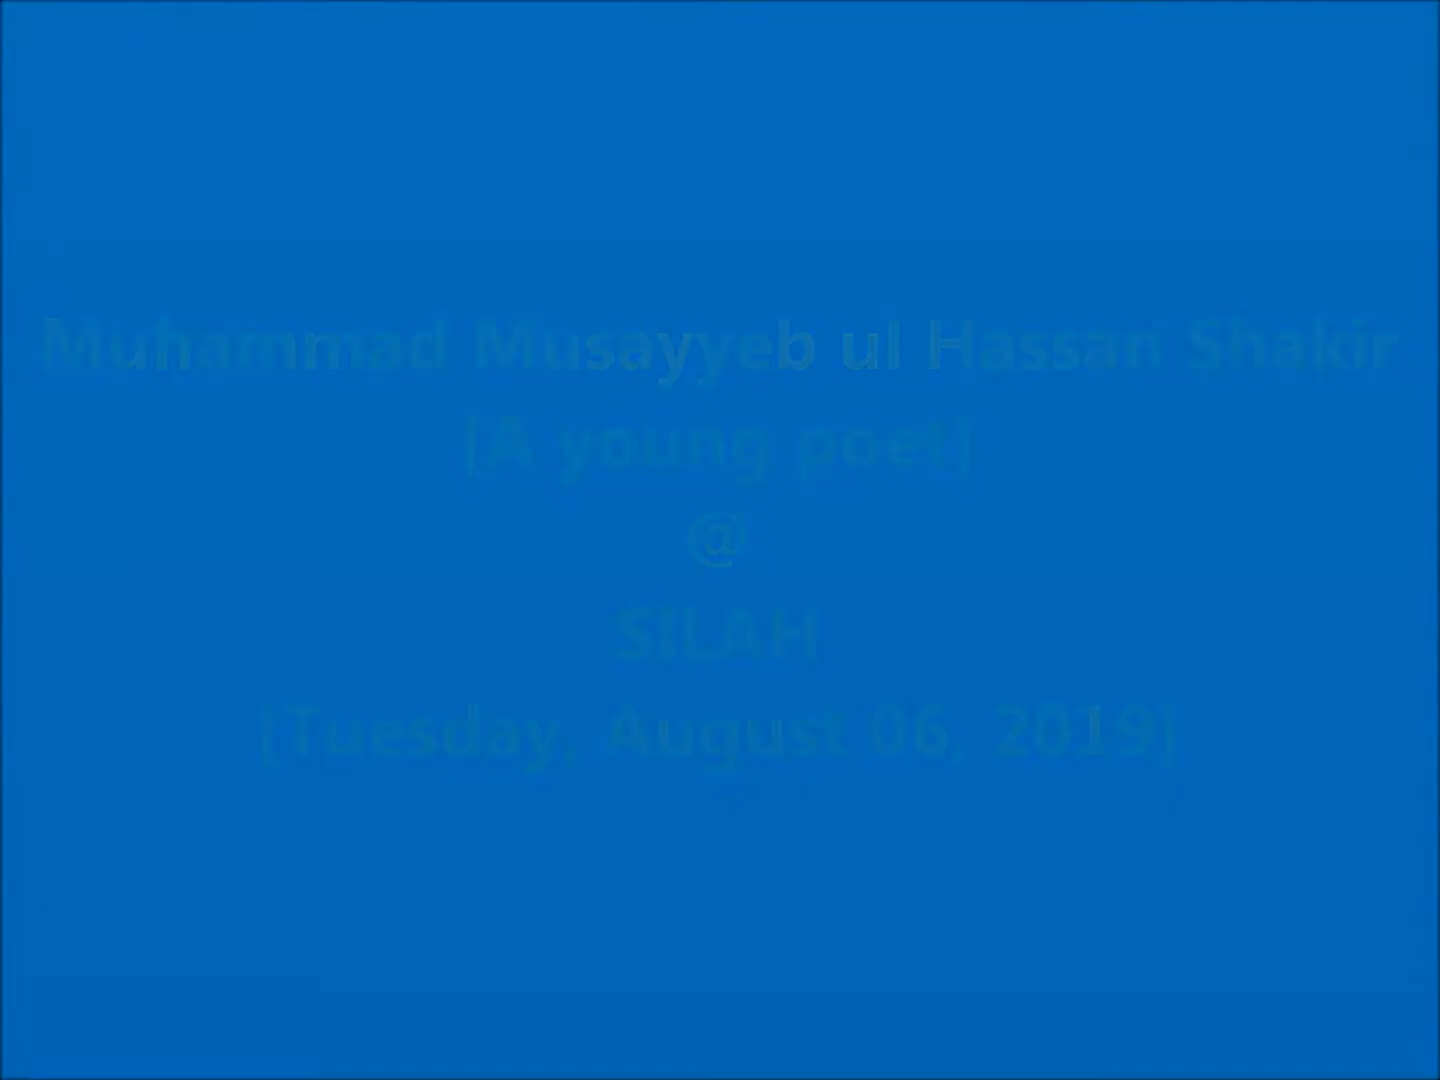 Muhammad Musayyeb ul Hassan Shakir
[A young poet]
@
SILAH
[Tuesday, August 06, 2019]